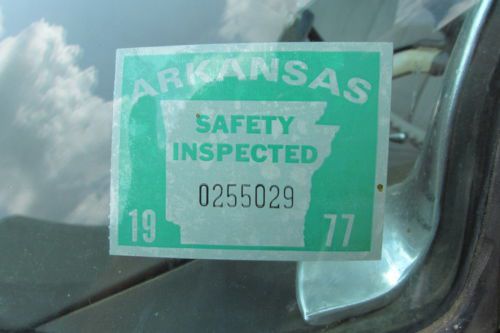 ARKANSAS
SAFETY
INSPECTED
0255029
19 77